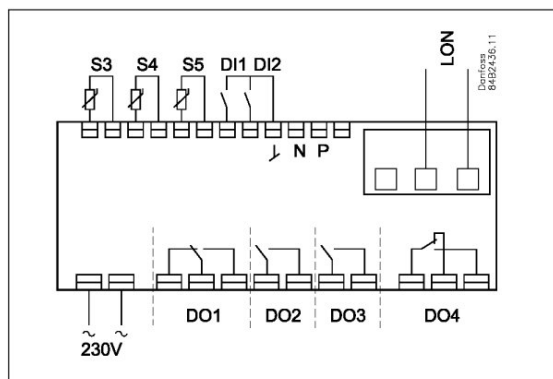 S3 S4 S5 DI1 DI2
LON
Danfoss
84B2436.11
N P
DO1 DO2 DO3 DO4
~ ~
230V